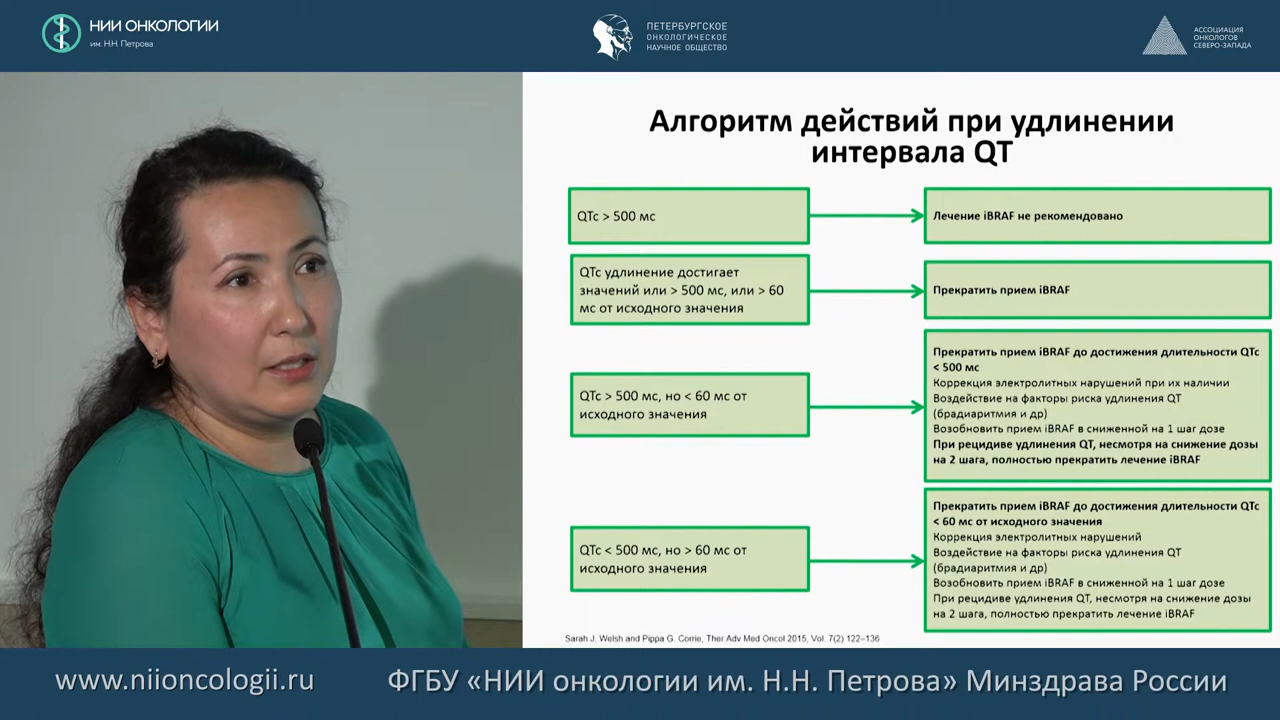 НИИ ОНКОЛОГИИ
им. Н.Н. Петрова
ПЕТЕРБУРГСКОЕ
ОНКОЛОГИЧЕСКОЕ
НАУЧНОЕ ОБЩЕСТВО
АССОЦИАЦИЯ
ОНКОЛОГОВ
СЕВЕРО-ЗАПАДА
Алгоритм действий при удлинении
интервала QT
QTc > 500 мс
Лечение iBRAF не рекомендовано
QTc удлинение достигает
значений или > 500 мс, или > 60
мс от исходного значения
Прекратить прием iBRAF
QTc > 500 мс, но < 60 мс от
исходного значения
Прекратить прием iBRAF до достижения длительности QTc
< 500 мс
Коррекция электролитных нарушений при их наличии
Воздействие на факторы риска удлинения QT
(брадиаритмия и др)
Возобновить прием iBRAF в сниженной на 1 шаг дозе
При рецидиве удлинения QT, несмотря на снижение дозы
на 2 шага, полностью прекратить лечение iBRAF
QTc < 500 мс, но > 60 мс от
исходного значения
Прекратить прием iBRAF до достижения длительности QTc
< 60 мс от исходного значения
Коррекция электролитных нарушений
Воздействие на факторы риска удлинения QT
(брадиаритмия и др)
Возобновить прием iBRAF в сниженной на 1 шаг дозе
При рецидиве удлинения QT, несмотря на снижение дозы
на 2 шага, полностью прекратить лечение iBRAF
Sarah J. Welsh and Pippa G. Corrie, Ther Adv Med Oncol 2015, Vol. 7(2) 122–136
www.niioncologii.ru
ФГБУ «НИИ онкологии им. Н.Н. Петрова» Минздрава России